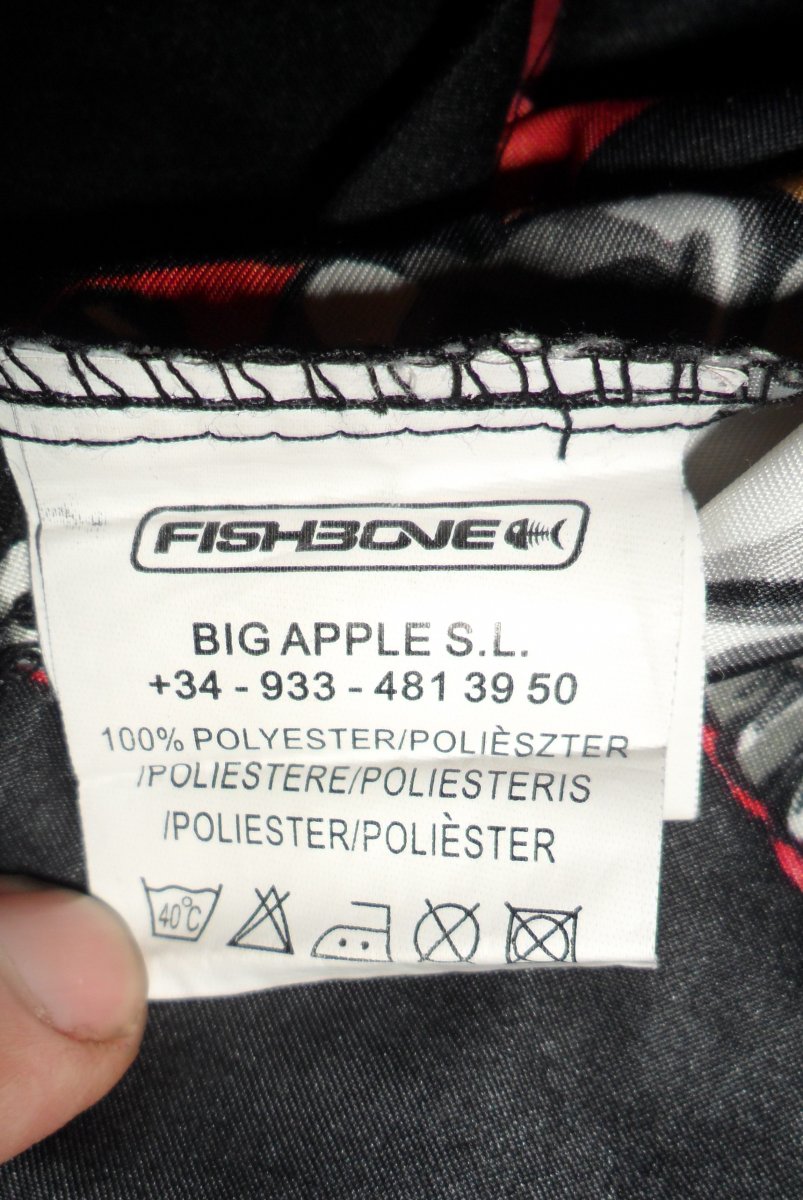 FISHBONE
BIG APPLE S.L.
+34 - 933 - 481 39 50
100% POLYESTER/POLIÈSZTER
/POLIESTERE/POLIESTERIS
/POLIESTER/POLIÈSTER
40°C